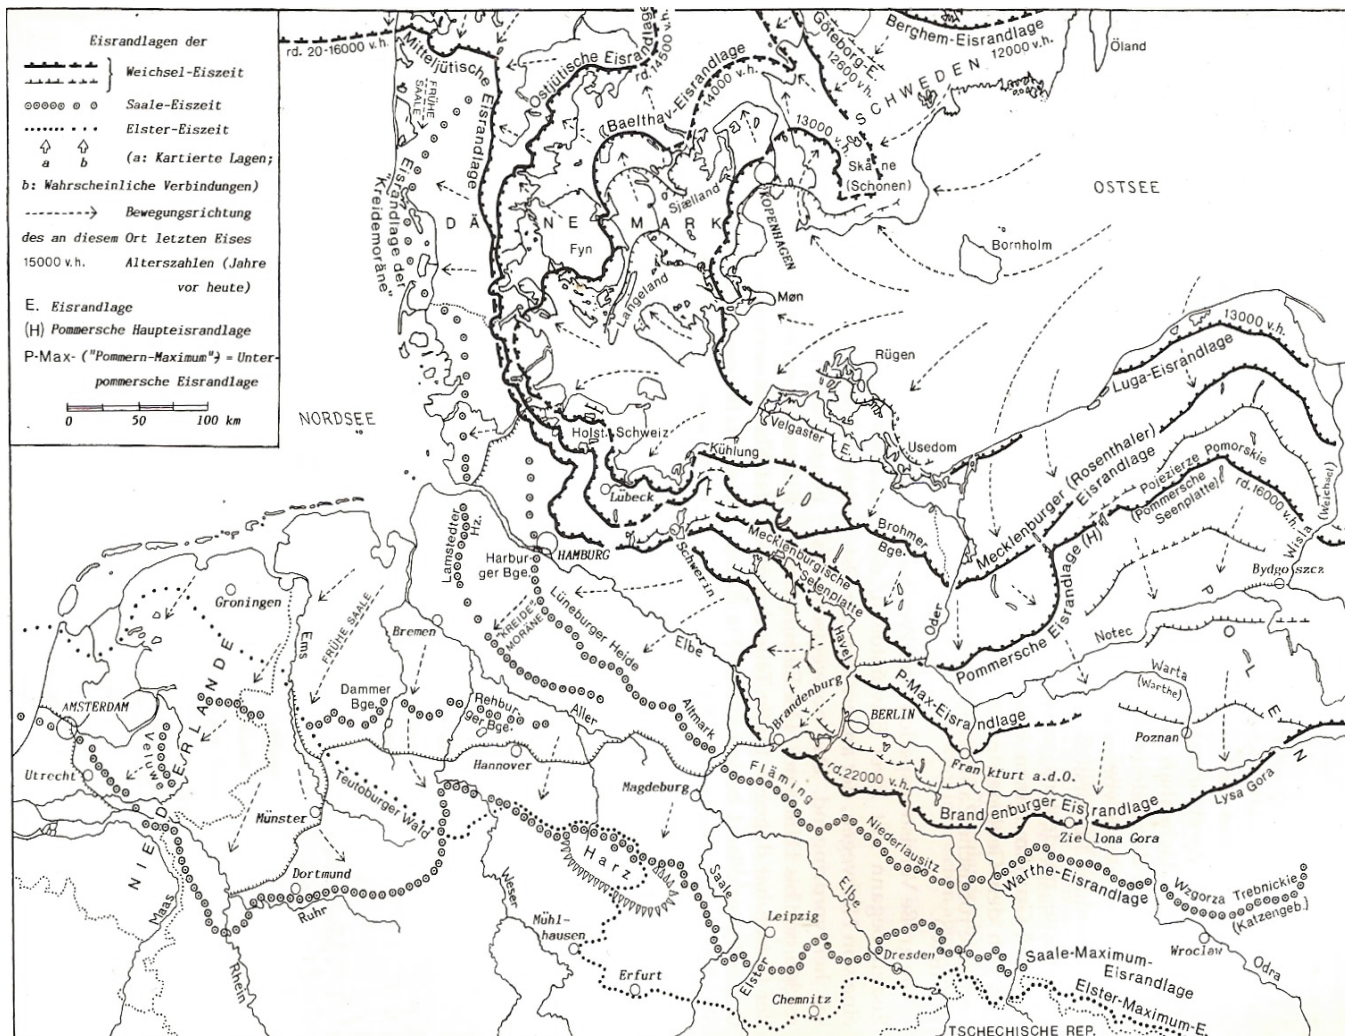 Eisrandlagen der
Weichsel-Eiszeit
Saale-Eiszeit
Elster-Eiszeit
a b (a: Kartierte Lagen;
b: Wahrscheinliche Verbindungen)
Bewegungsrichtung
des an diesem Ort letzten Eises
15000 v.h. Alterszahlen (Jahre
vor heute)
E. Eisrandlage
(H) Pommersche Haupteisrandlage
P-Max- ("Pommern-Maximum") = Unter-
pommersche Eisrandlage
0 50 100 km
rd. 20-16000 v.h.
Mitteljütische Eisrandlage
FRÜHE
SAALE
Eisrandlage der
"Kreidemoräne"
Ostjütische Eisrandlage
rd. 14500 v.h.
Baelthav-Eisrandlage
14000 v.h.
Göteborg-E.
12600 v.h.
Berghem-Eisrandlage
12000 v.h.
Öland
SCHWEDEN
13000 v.h.
Skåne
(Schonen)
OSTSEE
Bornholm
DÄNEMARK
Sjælland
KOPENHAGEN
Fyn
Langeland
Møn
Rügen
13000 v.h.
Luga-Eisrandlage
NORDSEE
Holst. Schweiz
Kühlung
Velgaster E.
Usedom
Lübeck
Brohmer
Bge.
Mecklenburger (Rosenthaler)
Eisrandlage
Pojezierze Pomorskie
(Pommersche
Seenplatte)
rd. 16000 v.h.
Wisla
(Weichsel)
Lamstedter
Hz.
Harbur-
ger Bge.
HAMBURG
Schwerin
Mecklenburgische
Seenplatte
Oder
Pommersche Eisrandlage (H)
Bydgoszcz
Groningen
Ems
FRÜHE SAALE
Bremen
"KREIDE-
MORÄNE"
Lüneburger Heide
Elbe
Havel
Notec
Warta
(Warthe)
POLEN
AMSTERDAM
Veluwe
NIEDERLANDE
Dammer
Bge.
Rehbur-
ger Bge.
Aller
Altmark
Brandenburg
BERLIN
P-Max-Eisrandlage
Poznan
Utrecht
Hannover
Magdeburg
Fläming
rd. 22000 v.h.
Frankfurt a.d.O.
Lysa Gora
Teutoburger Wald
Münster
Brandenburger Eisrandlage
Zielona Gora
Harz
Niederlausitz
Warthe-Eisrandlage
Dortmund
Ruhr
Maas
Weser
Saale
Elbe
Wzgorza Trebnickie
(Katzengeb.)
Mühl-
hausen
Leipzig
Wroclaw
Rhein
Erfurt
Elster
Dresden
Saale-Maximum-
Eisrandlage
Odra
Chemnitz
Elster-Maximum-E.
TSCHECHISCHE REP.